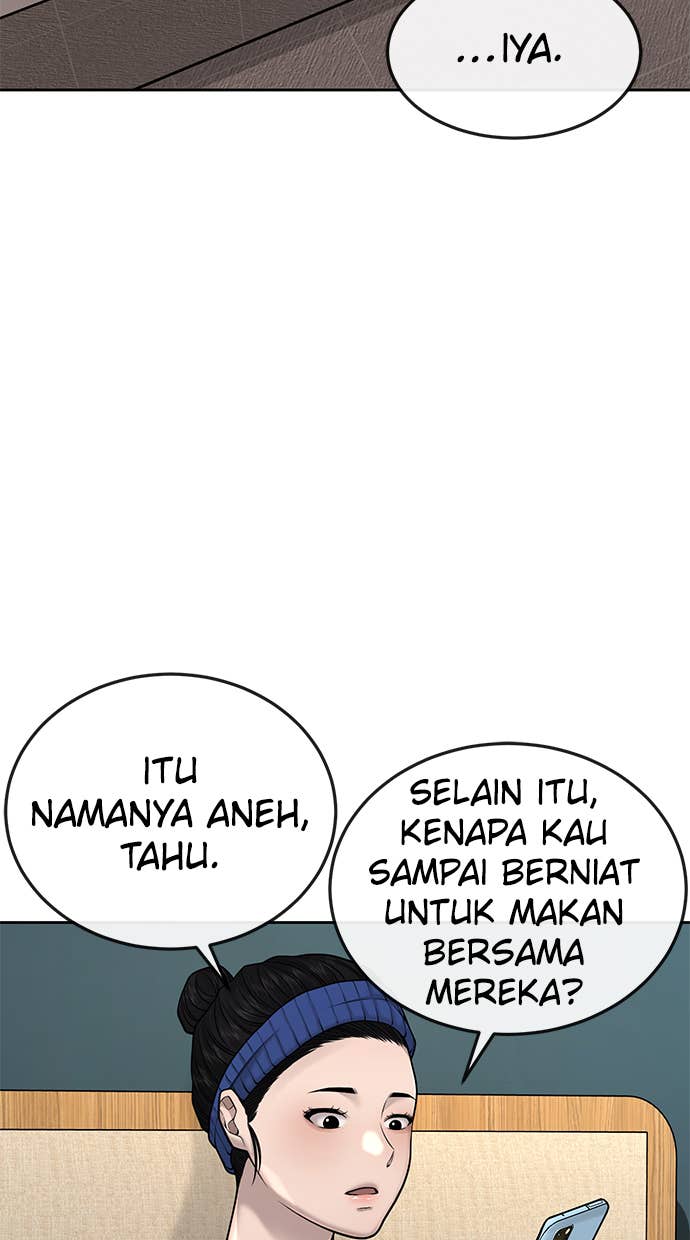 ...IYA.
ITU
NAMANYA ANEH,
TAHU.
SELAIN ITU,
KENAPA KAU
SAMPAI BERNIAT
UNTUK MAKAN
BERSAMA
MEREKA?